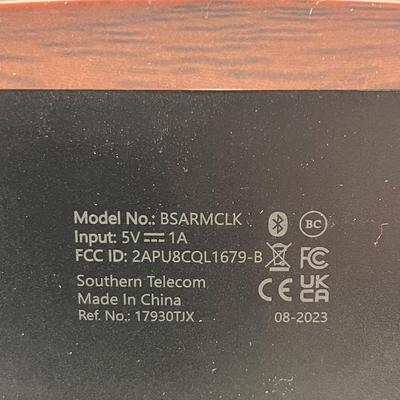 Model No.: BSARMCLK
BC
Input: 5V⎓1A
FCC ID: 2APU8CQL1679-B
FC
Southern Telecom
CE
UK
CA
Made In China
Ref. No.: 17930TJX
08-2023